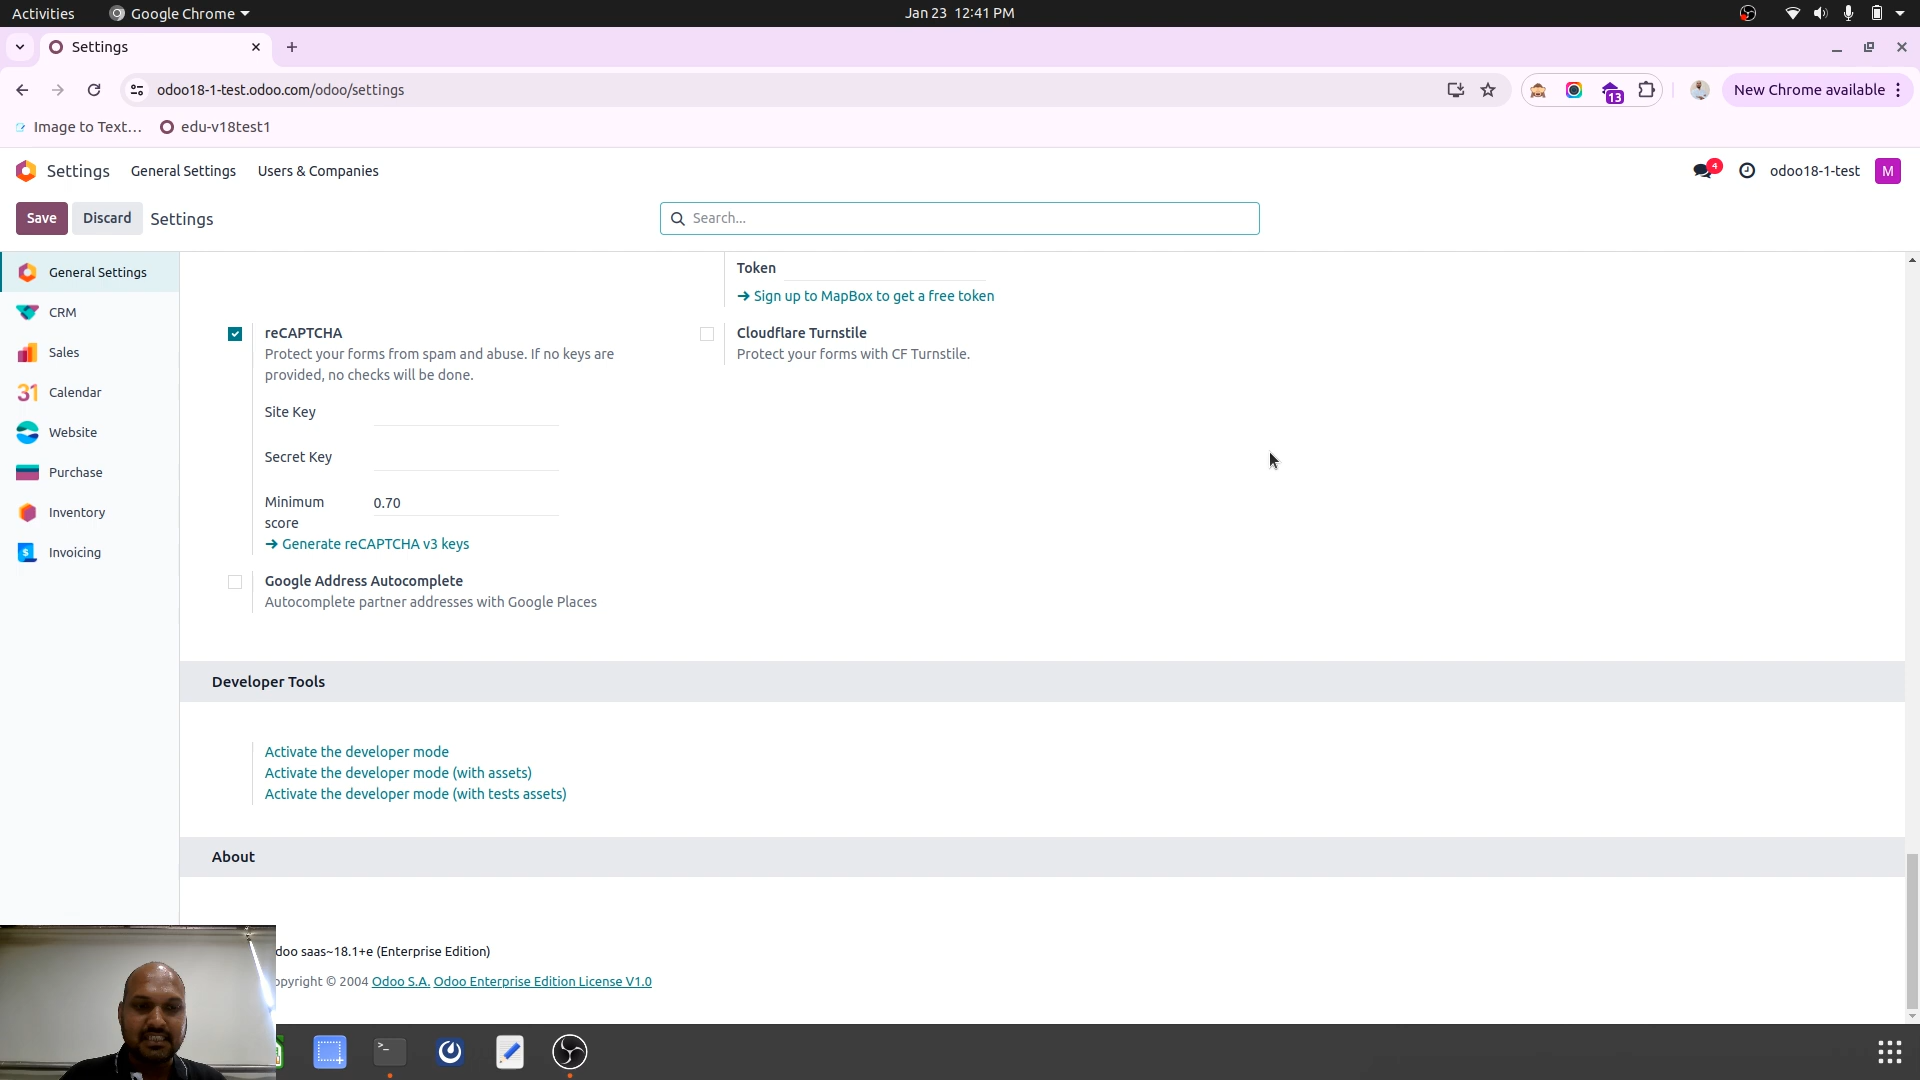 Activities
Google Chrome
Jan 23 12:41 PM
Settings
odoo18-1-test.odoo.com/odoo/settings
13
New Chrome available
Image to Text...
edu-v18test1
Settings
General Settings
Users & Companies
4
odoo18-1-test
M
Save
Discard
Settings
Search...
General Settings
CRM
Sales
31
Calendar
Website
Purchase
Inventory
$
Invoicing
Token
→ Sign up to MapBox to get a free token
reCAPTCHA
Protect your forms from spam and abuse. If no keys are
provided, no checks will be done.
Site Key
Secret Key
Minimum
score
0.70
→ Generate reCAPTCHA v3 keys
Cloudflare Turnstile
Protect your forms with CF Turnstile.
Google Address Autocomplete
Autocomplete partner addresses with Google Places
Developer Tools
Activate the developer mode
Activate the developer mode (with assets)
Activate the developer mode (with tests assets)
About
doo saas~18.1+e (Enterprise Edition)
opyright © 2004 Odoo S.A. Odoo Enterprise Edition License V1.0
>_